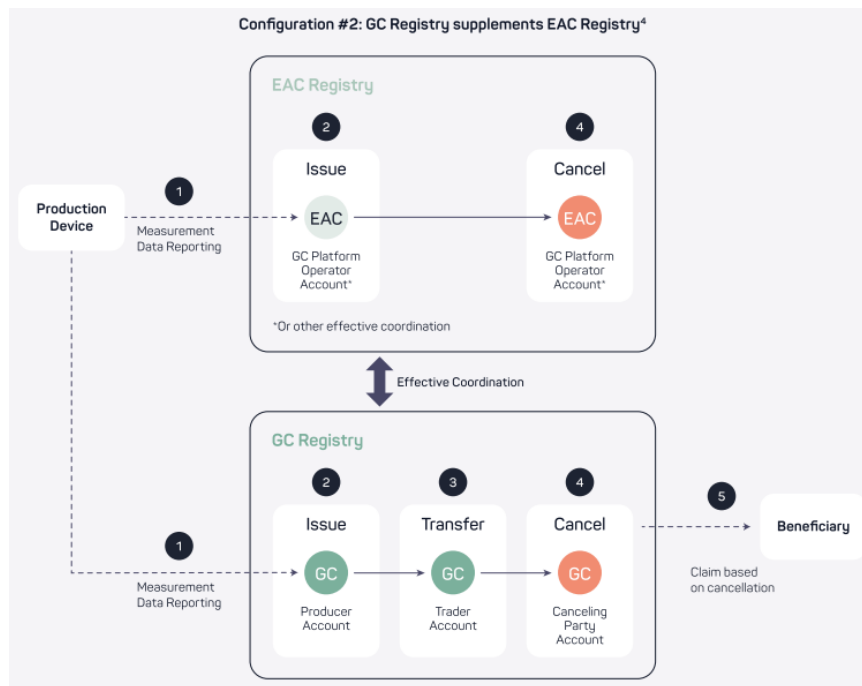 Configuration #2: GC Registry supplements EAC Registry⁴
EAC Registry
2
4
Issue
Cancel
1
Production
Device
EAC
EAC
Measurement
Data Reporting
GC Platform
Operator
Account*
GC Platform
Operator
Account*
*Or other effective coordination
Effective Coordination
GC Registry
2
3
4
5
Issue
Transfer
Cancel
Beneficiary
1
GC
GC
GC
Measurement
Data Reporting
Producer
Account
Trader
Account
Canceling
Party
Account
Claim based
on cancellation